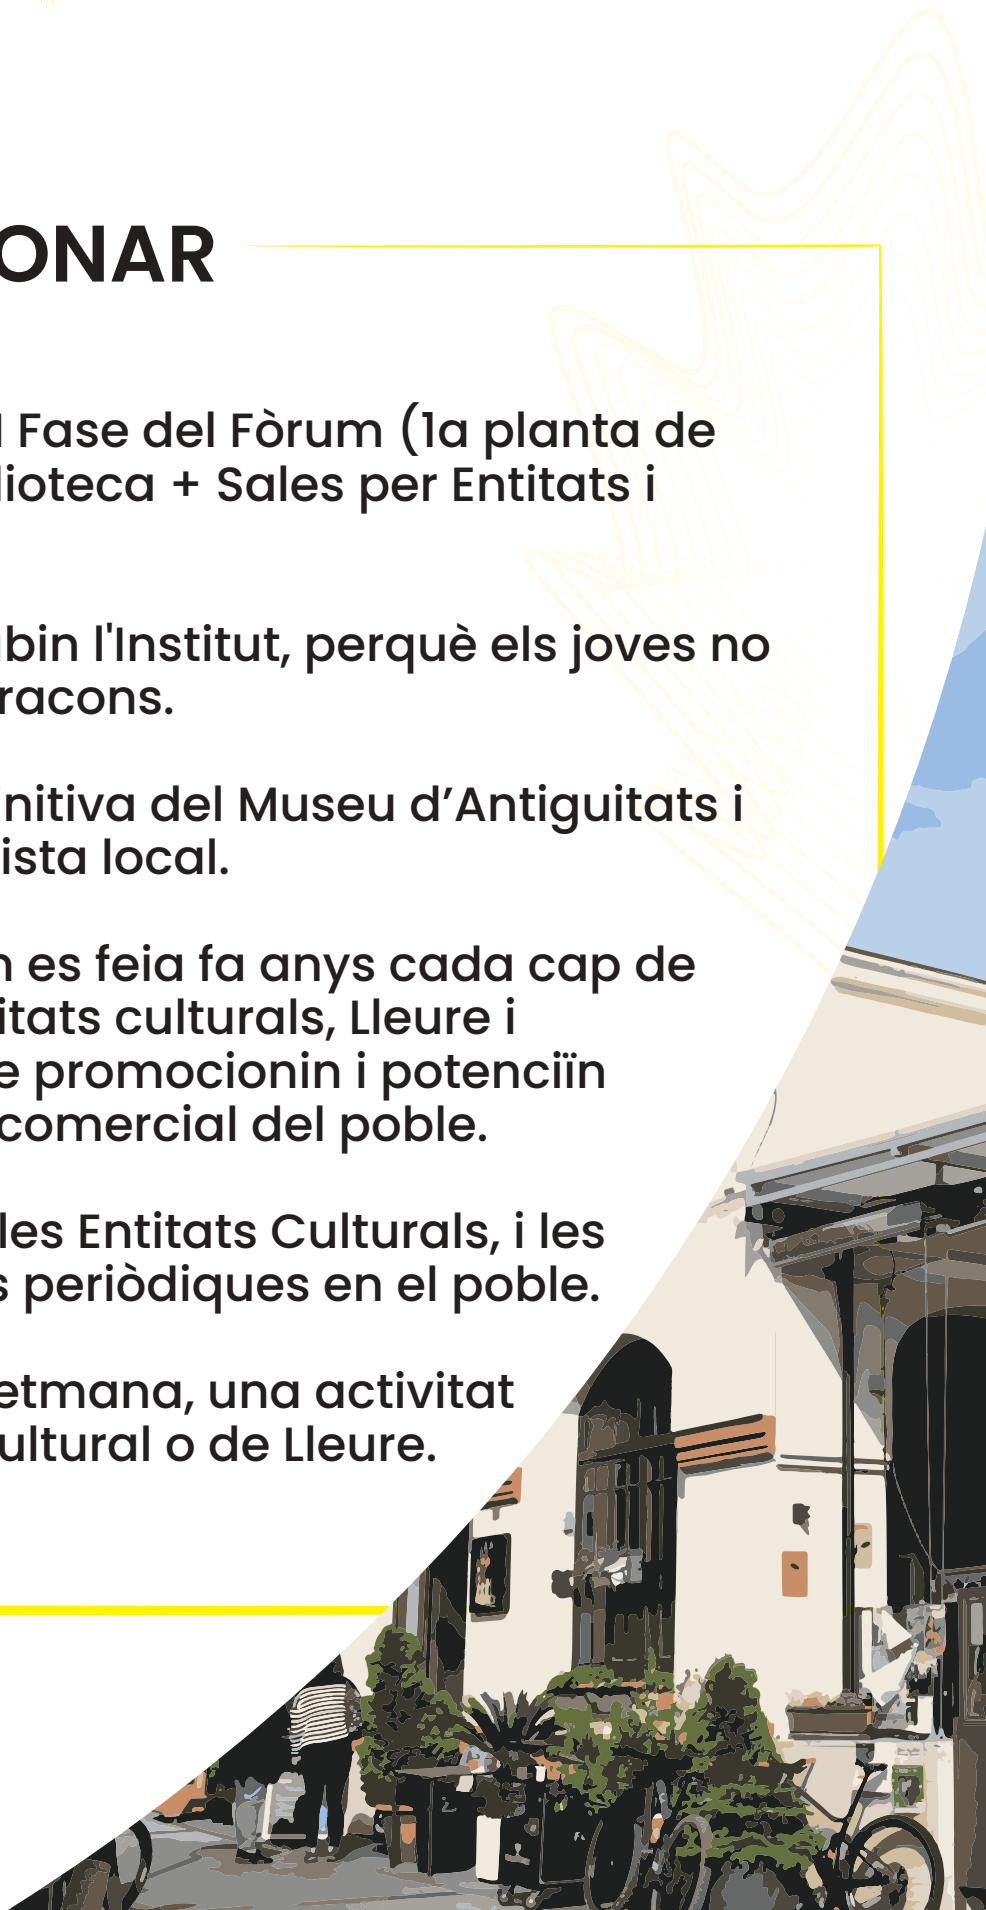 ONAR
Fase del Fòrum (1a planta de
lioteca + Sales per Entitats i
bin l'Institut, perquè els joves no
racons.
initiva del Museu d’Antiguitats i
ista local.
n es feia fa anys cada cap de
itats culturals, Lleure i
e promocionin i potenciïn
comercial del poble.
les Entitats Culturals, i les
s periòdiques en el poble.
etmana, una activitat
ultural o de Lleure.